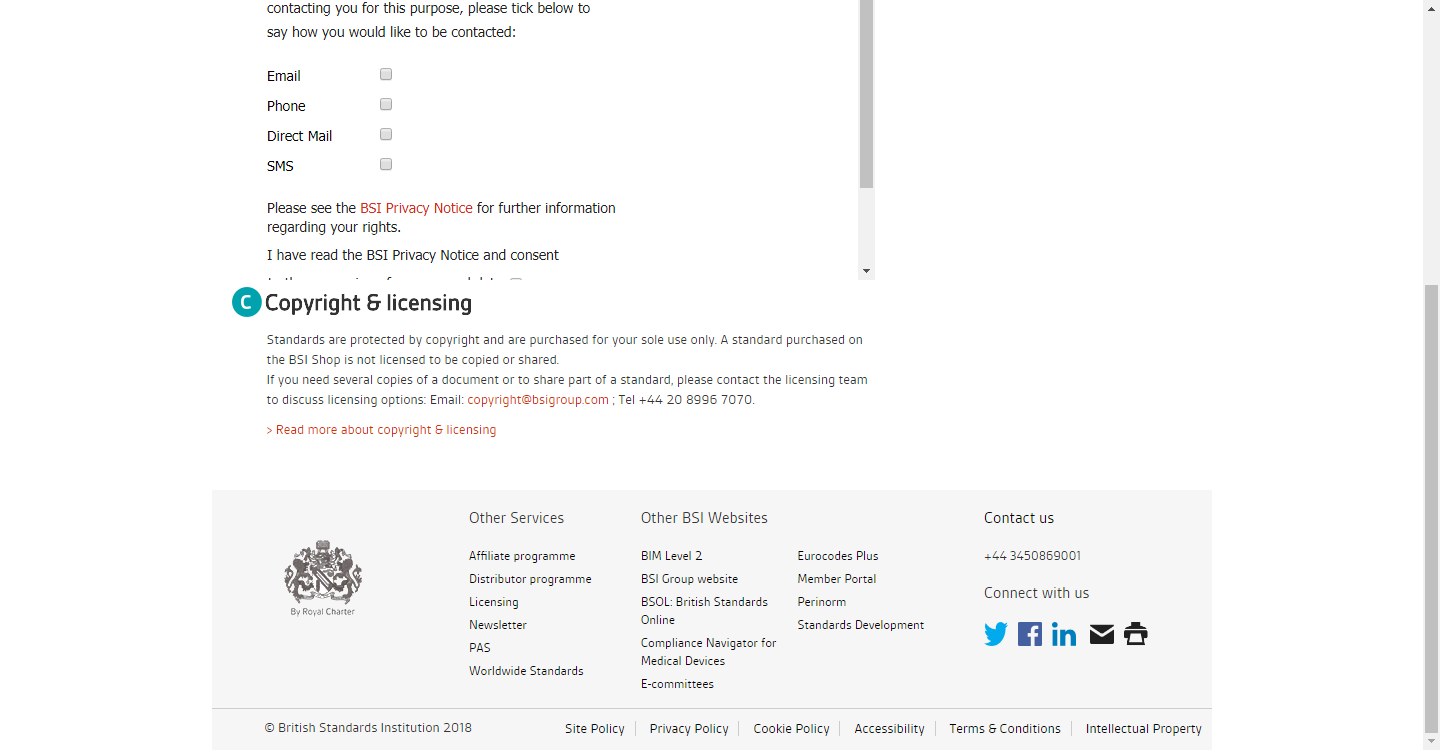 contacting you for this purpose, please tick below to
say how you would like to be contacted:
Email
Phone
Direct Mail
SMS
Please see the BSI Privacy Notice for further information
regarding your rights.
I have read the BSI Privacy Notice and consent
C Copyright & licensing
Standards are protected by copyright and are purchased for your sole use only. A standard purchased on
the BSI Shop is not licensed to be copied or shared.
If you need several copies of a document or to share part of a standard, please contact the licensing team
to discuss licensing options: Email: copyright@bsigroup.com ; Tel +44 20 8996 7070.
> Read more about copyright & licensing
By Royal Charter
Other Services
Affiliate programme
Distributor programme
Licensing
Newsletter
PAS
Worldwide Standards
Other BSI Websites
BIM Level 2
BSI Group website
BSOL: British Standards
Online
Compliance Navigator for
Medical Devices
E-committees
Eurocodes Plus
Member Portal
Perinorm
Standards Development
Contact us
+44 3450869001
Connect with us
© British Standards Institution 2018
Site Policy
Privacy Policy
Cookie Policy
Accessibility
Terms & Conditions
Intellectual Property